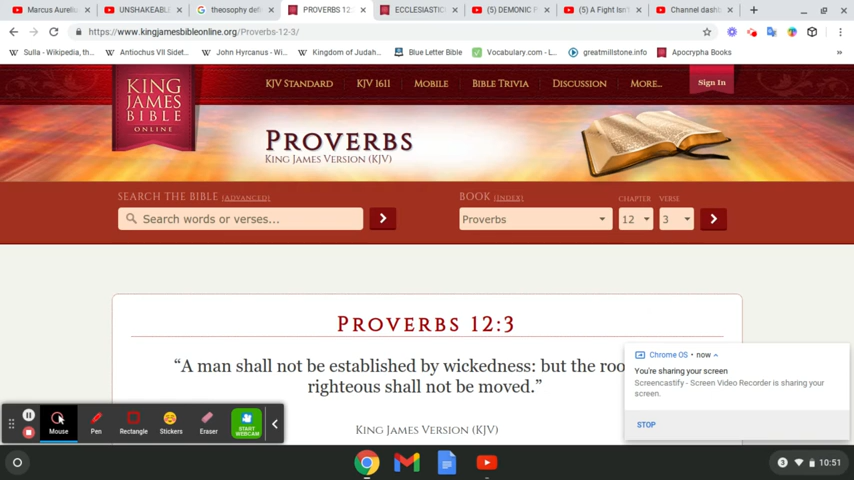 Marcus Aureliu
UNSHAKEABLE
theosophy defi
PROVERBS 12:
ECCLESIASTIC
(5) DEMONIC P
(5) A Fight Isn'
Channel dashb
https://www.kingjamesbibleonline.org/Proverbs-12-3/
Sulla - Wikipedia, th...
Antiochus VII Sidet...
John Hyrcanus - Wi...
Kingdom of Judah...
Blue Letter Bible
Vocabulary.com - L...
greatmillstone.info
Apocrypha Books
KING
JAMES
BIBLE
ONLINE
KJV STANDARD
KJV 1611
MOBILE
BIBLE TRIVIA
DISCUSSION
MORE...
Sign In
PROVERBS
KING JAMES VERSION (KJV)
SEARCH THE BIBLE (ADVANCED)
BOOK (INDEX)
CHAPTER
VERSE
Search words or verses...
Proverbs
12
3
PROVERBS 12:3
“A man shall not be established by wickedness: but the roo
righteous shall not be moved.”
KING JAMES VERSION (KJV)
Chrome OS • now
You're sharing your screen
Screencastify - Screen Video Recorder is sharing your
screen.
STOP
Mouse
Pen
Rectangle
Stickers
Eraser
START
WEBCAM
3
10:51